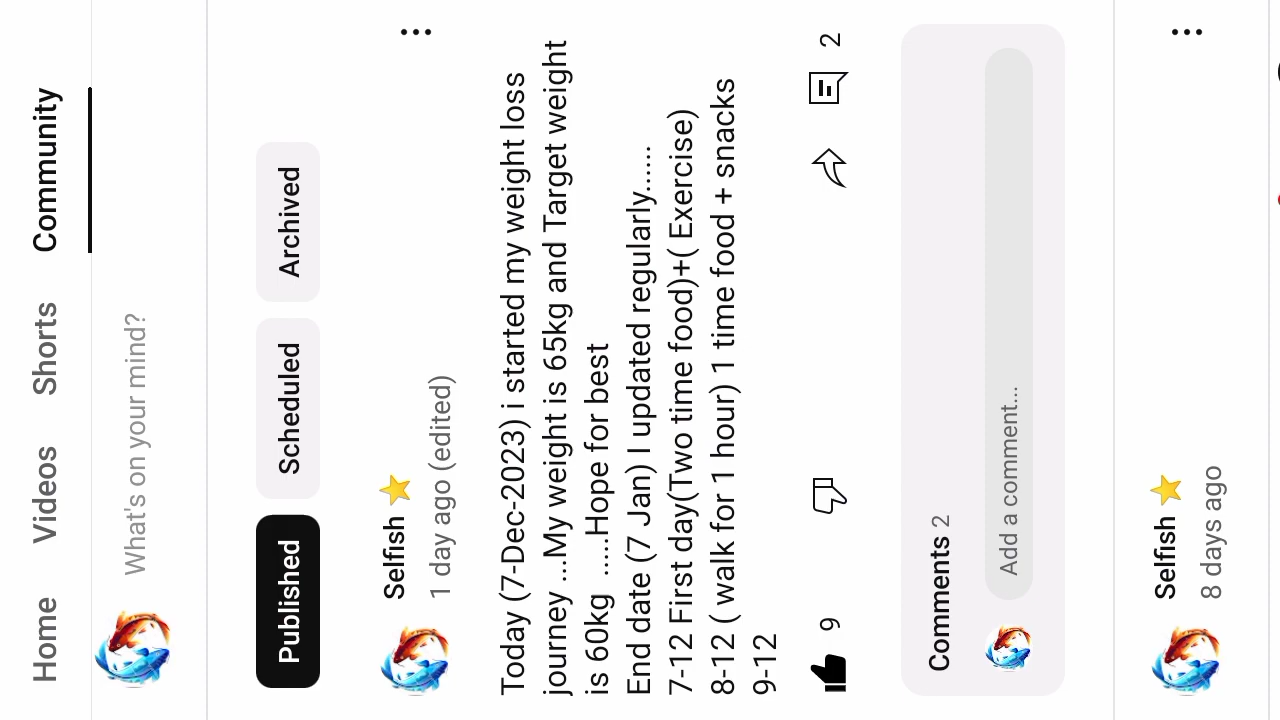 Home Videos Shorts Community
What's on your mind?
Published Scheduled Archived
Selfish ⭐
1 day ago (edited)
Today (7-Dec-2023) i started my weight loss
journey ...My weight is 65kg and Target weight
is 60kg .....Hope for best
End date (7 Jan) I updated regularly.....
7-12 First day(Two time food)+( Exercise)
8-12 ( walk for 1 hour) 1 time food + snacks
9-12
9 2
Comments 2
Add a comment...
Selfish ⭐
8 days ago